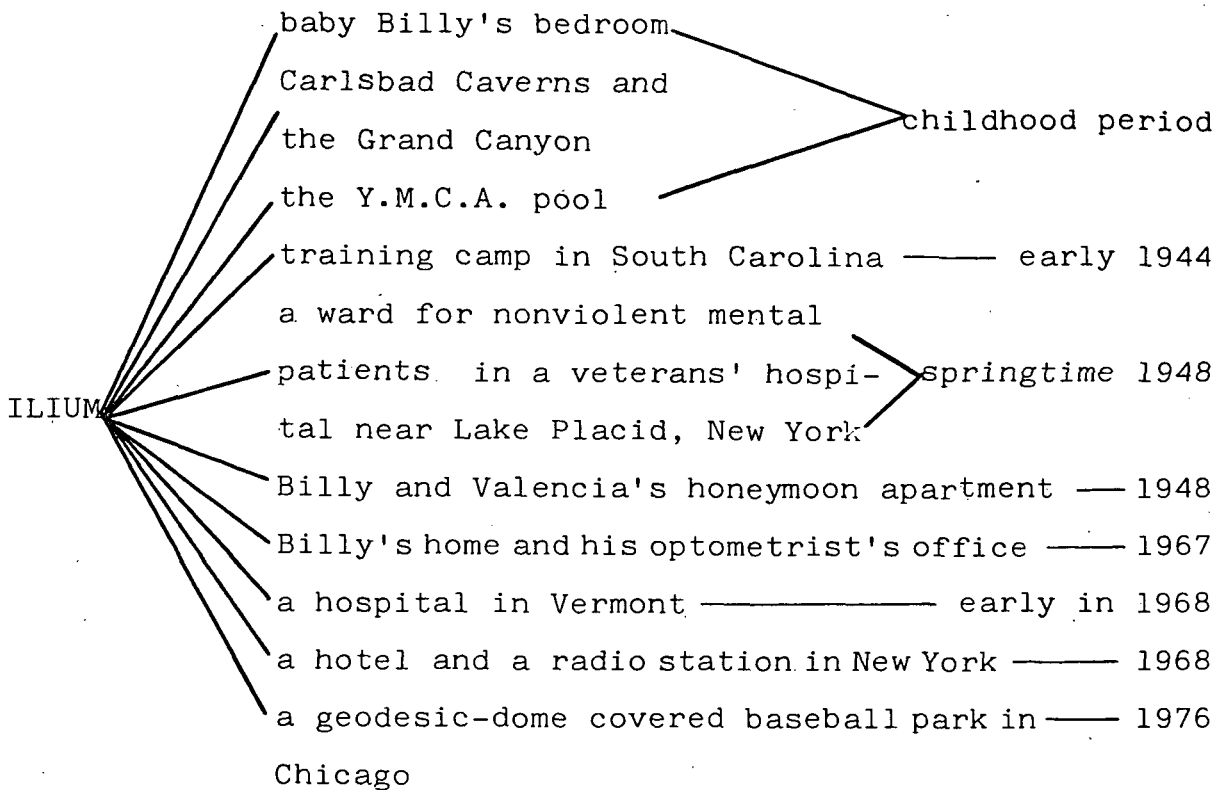 baby Billy's bedroom
Carlsbad Caverns and
childhood period
the Grand Canyon
the Y.M.C.A. pool
training camp in South Carolina early 1944
a ward for nonviolent mental
patients in a veterans' hospi- springtime 1948
ILIUM
tal near Lake Placid, New York
Billy and Valencia's honeymoon apartment 1948
Billy's home and his optometrist's office 1967
a hospital in Vermont early in 1968
a hotel and a radio station in New York 1968
a geodesic-dome covered baseball park in 1976
Chicago